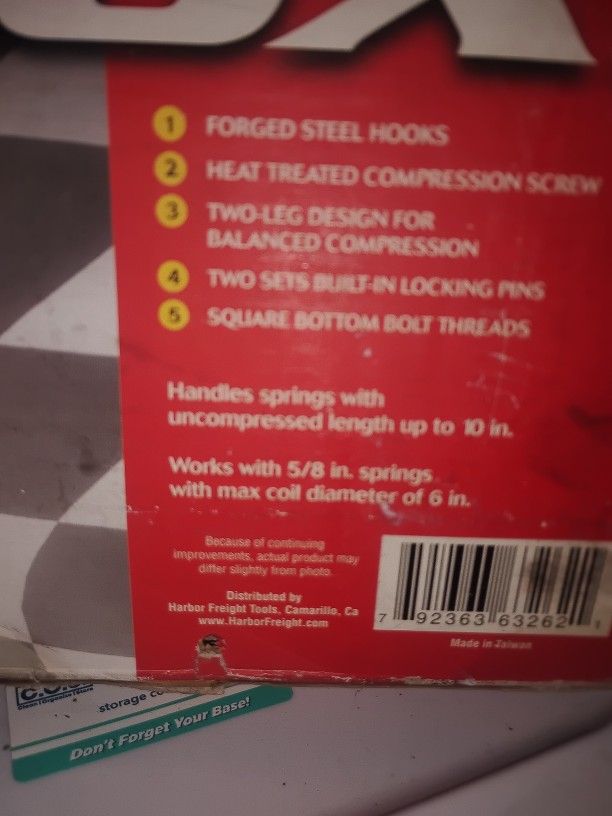 1 FORGED STEEL HOOKS
2 HEAT TREATED COMPRESSION SCREW
3 TWO-LEG DESIGN FOR
BALANCED COMPRESSION
4 TWO SETS BUILT-IN LOCKING PINS
5 SQUARE BOTTOM BOLT THREADS
Handles springs with
uncompressed length up to 10 in.
Works with 5/8 in. springs
with max coil diameter of 6 in.
Because of continuing
improvements, actual product may
differ slightly from photo.
Distributed by
Harbor Freight Tools, Camarillo, Ca
www.HarborFreight.com
7 92363 63262 1
Made in Taiwan
Clean | Organize | Store
storage
Don't Forget Your Base!